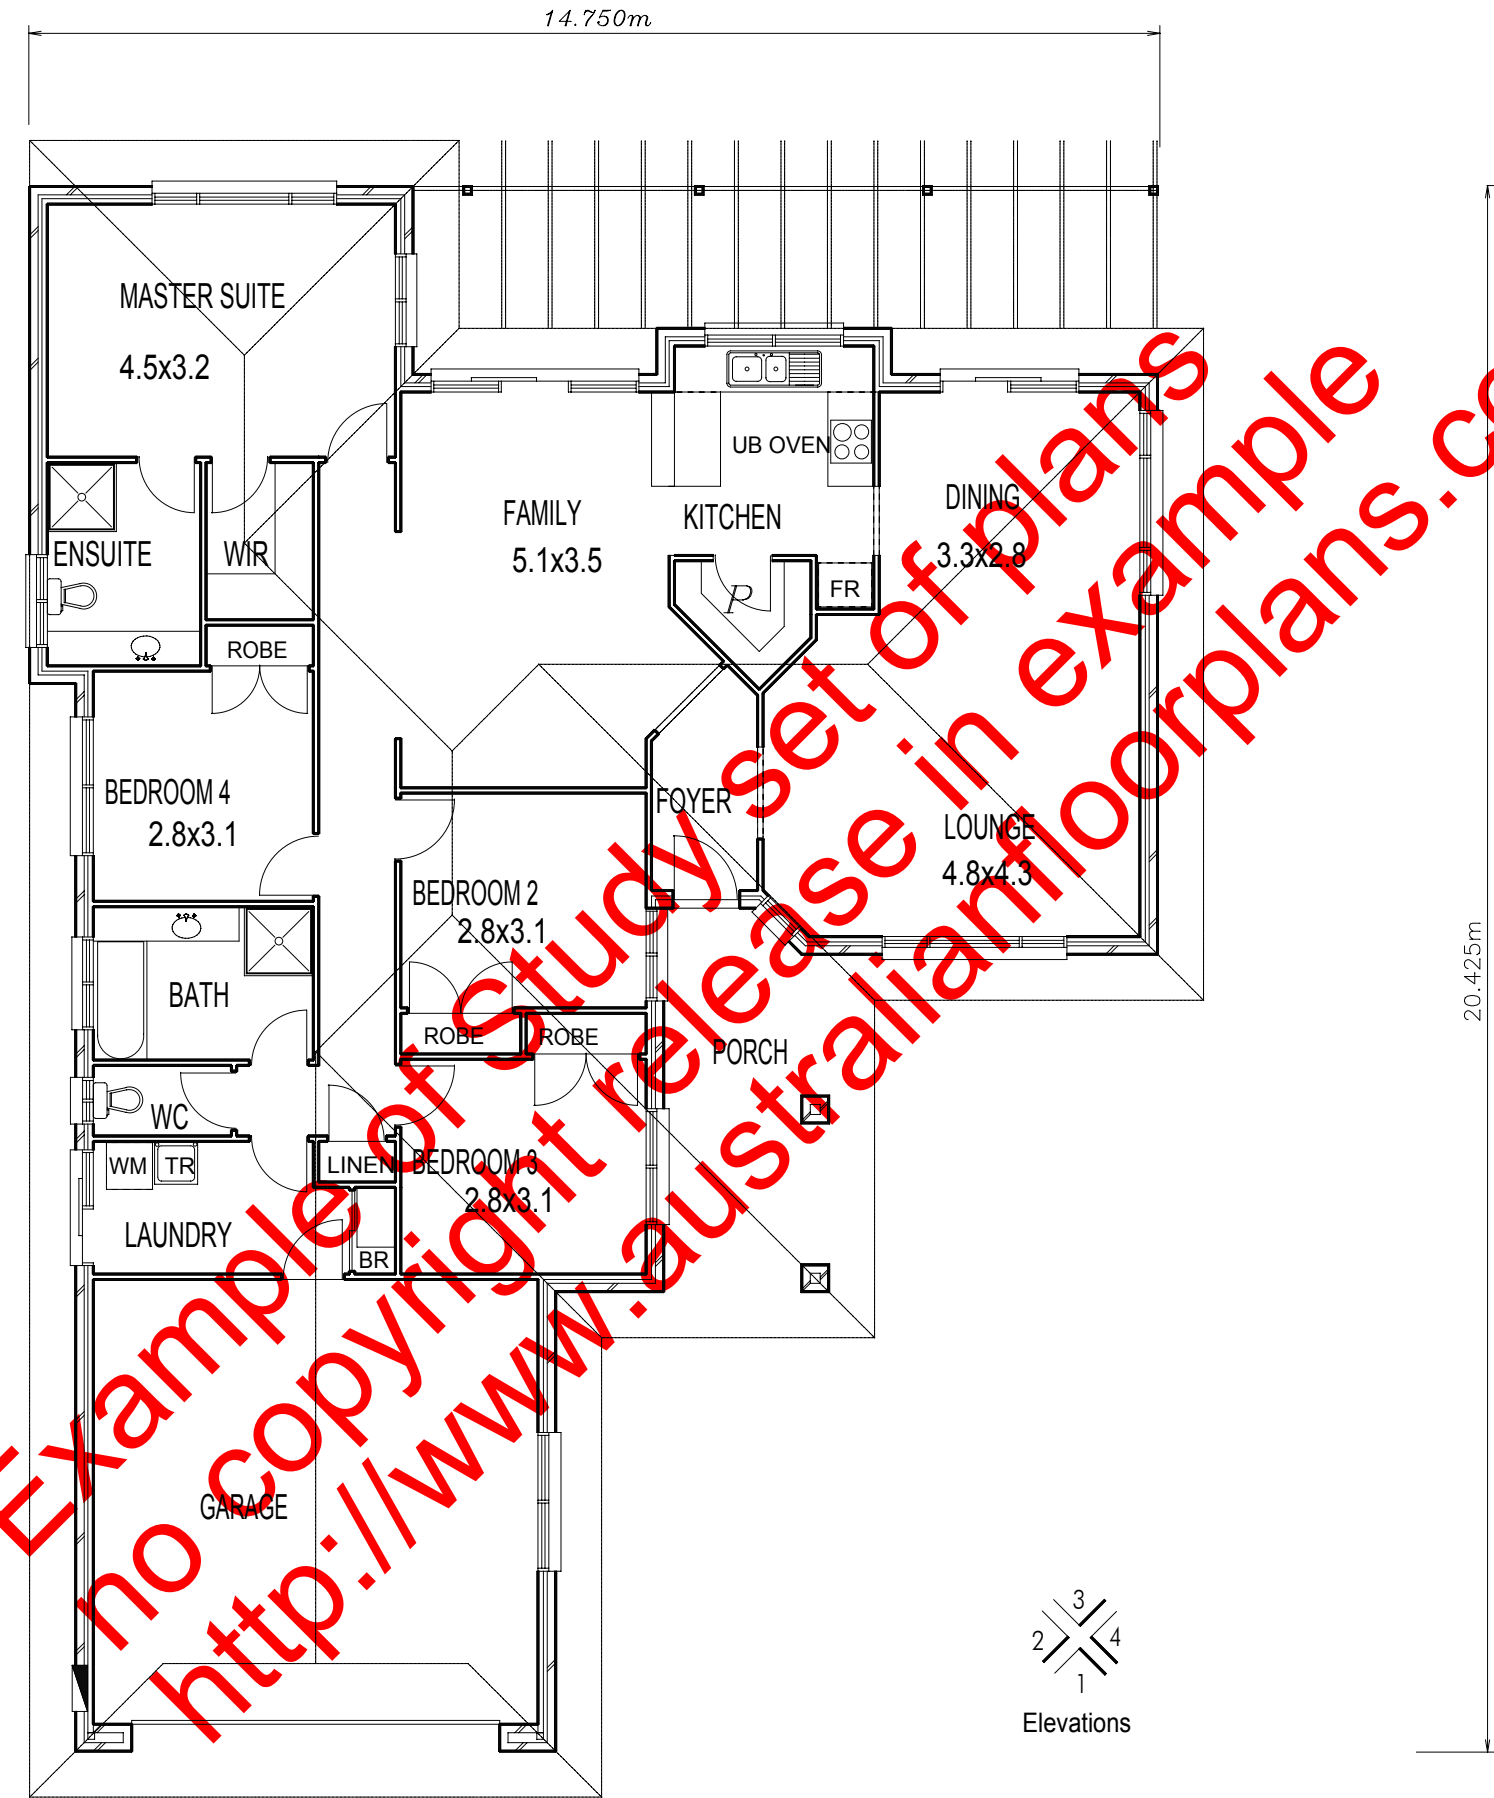 14.750m
MASTER SUITE
4.5x3.2
UB OVEN
DINING
3.3x2.8
FAMILY
5.1x3.5
KITCHEN
ENSUITE
WIR
P
FR
ROBE
BEDROOM 4
2.8x3.1
FOYER
LOUNGE
4.8x4.3
BEDROOM 2
2.8x3.1
20.425m
BATH
ROBE
ROBE
PORCH
WC
WM
TR
LINEN
BEDROOM 3
2.8x3.1
LAUNDRY
BR
GARAGE
3
2
4
1
Elevations
Example of Study set of plans
no copyright release in example
http://www.australianfloorplans.co